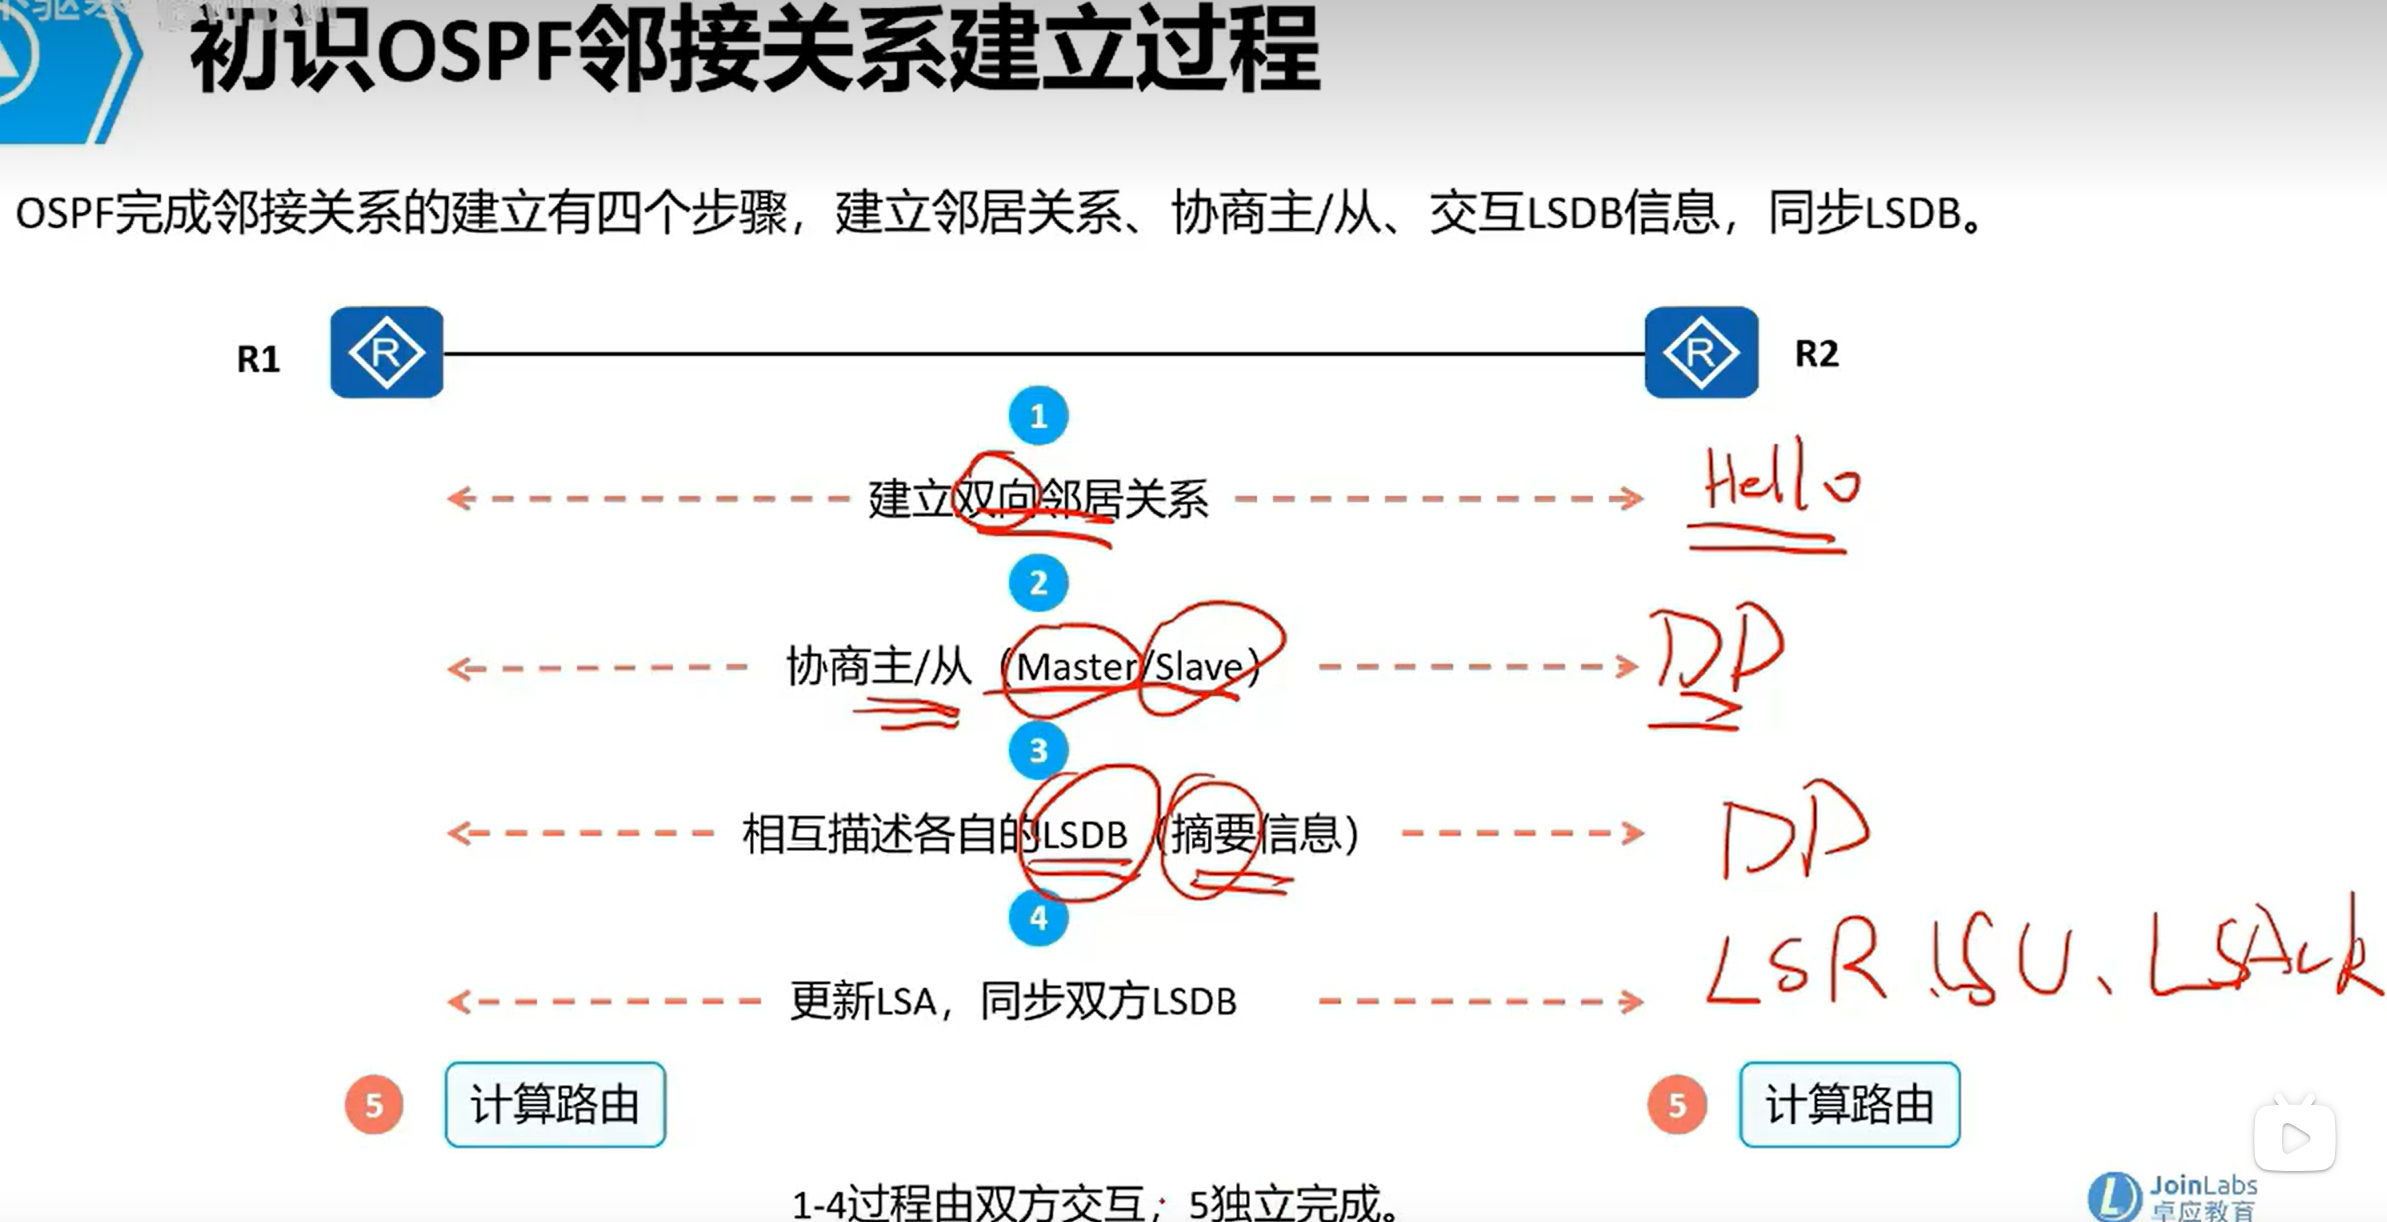 初识OSPF邻接关系建立过程
OSPF完成邻接关系的建立有四个步骤，建立邻居关系、协商主/从、交互LSDB信息，同步LSDB。
R1
R
R
R2
1
建立双向邻居关系
Hello
2
协商主/从（Master/Slave）
DD
3
相互描述各自的LSDB（摘要信息）
DD
4
更新LSA，同步双方LSDB
LSR LSU、LSAck
5 计算路由
5 计算路由
1-4过程由双方交互；5独立完成。
JoinLabs
卓应教育